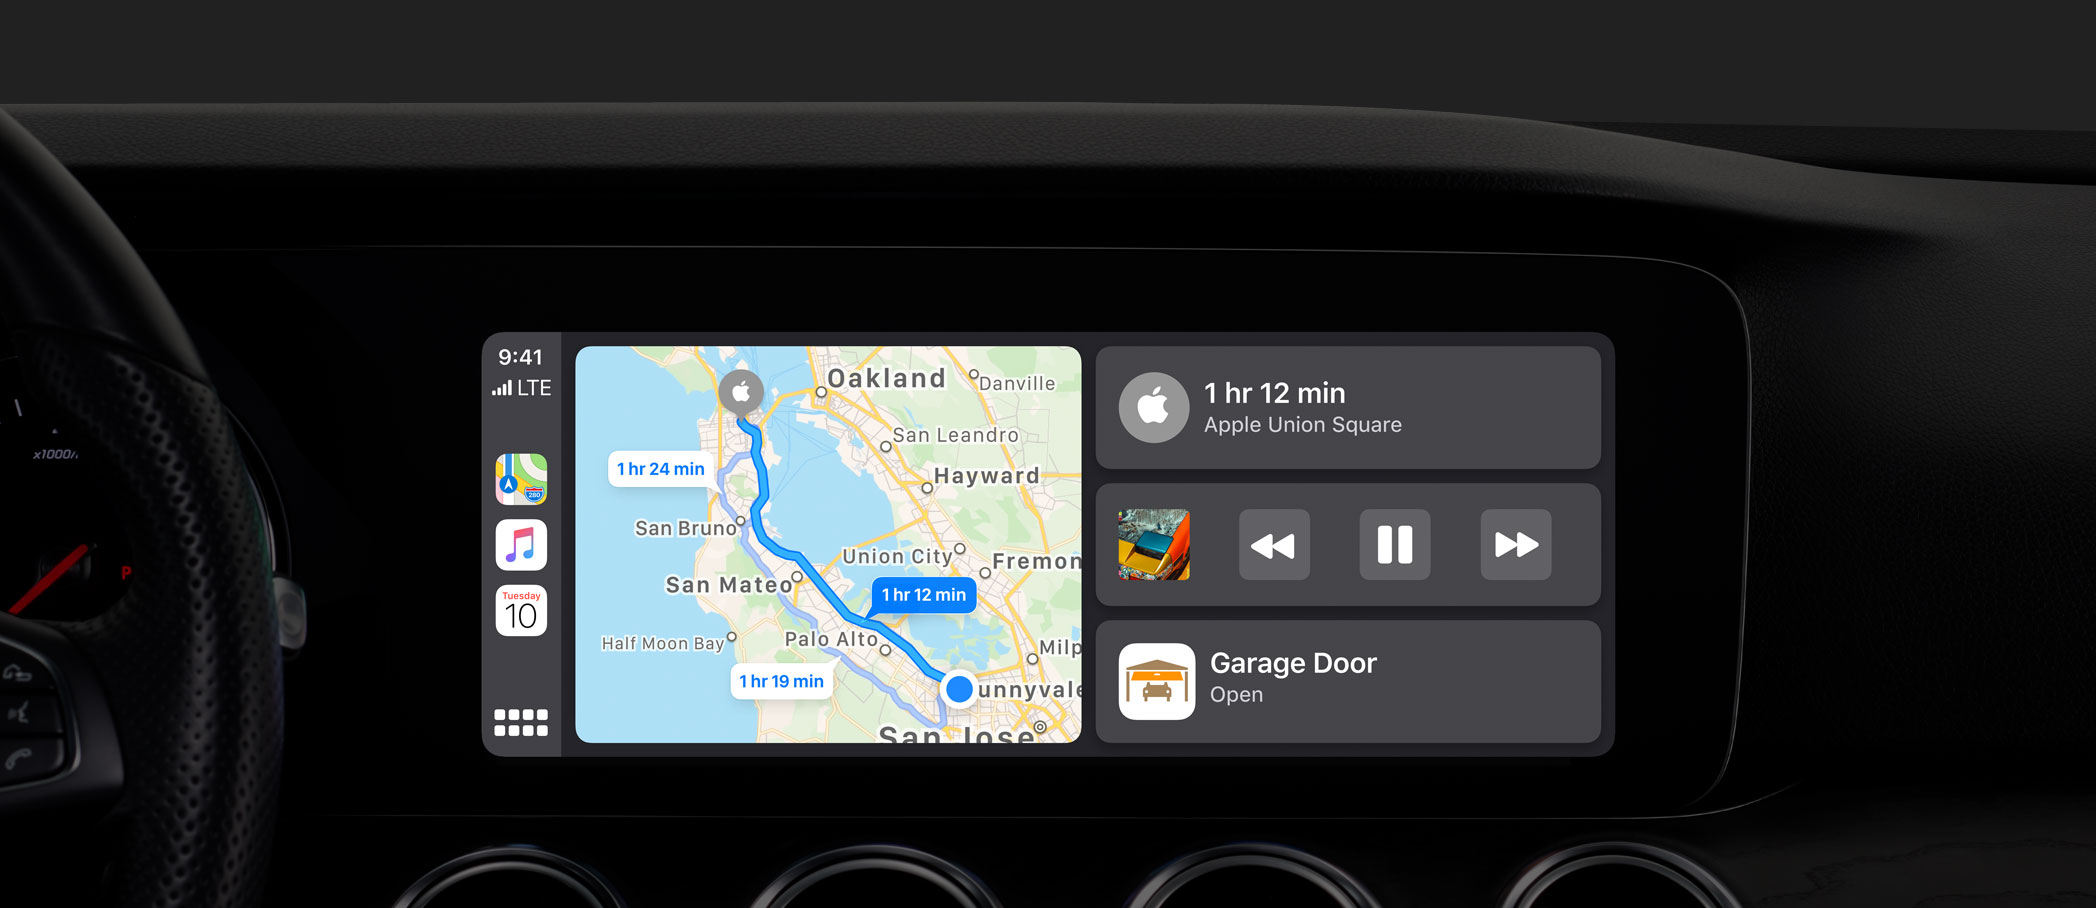 9:41
LTE
280
Tuesday
10
x1000/
P
Oakland
Danville
San Leandro
1 hr 24 min
Hayward
San Bruno
Union City
Fremon
San Mateo
1 hr 12 min
Half Moon Bay
Palo Alto
Milp
1 hr 19 min
unnyvale
San Jose
1 hr 12 min
Apple Union Square
Garage Door
Open